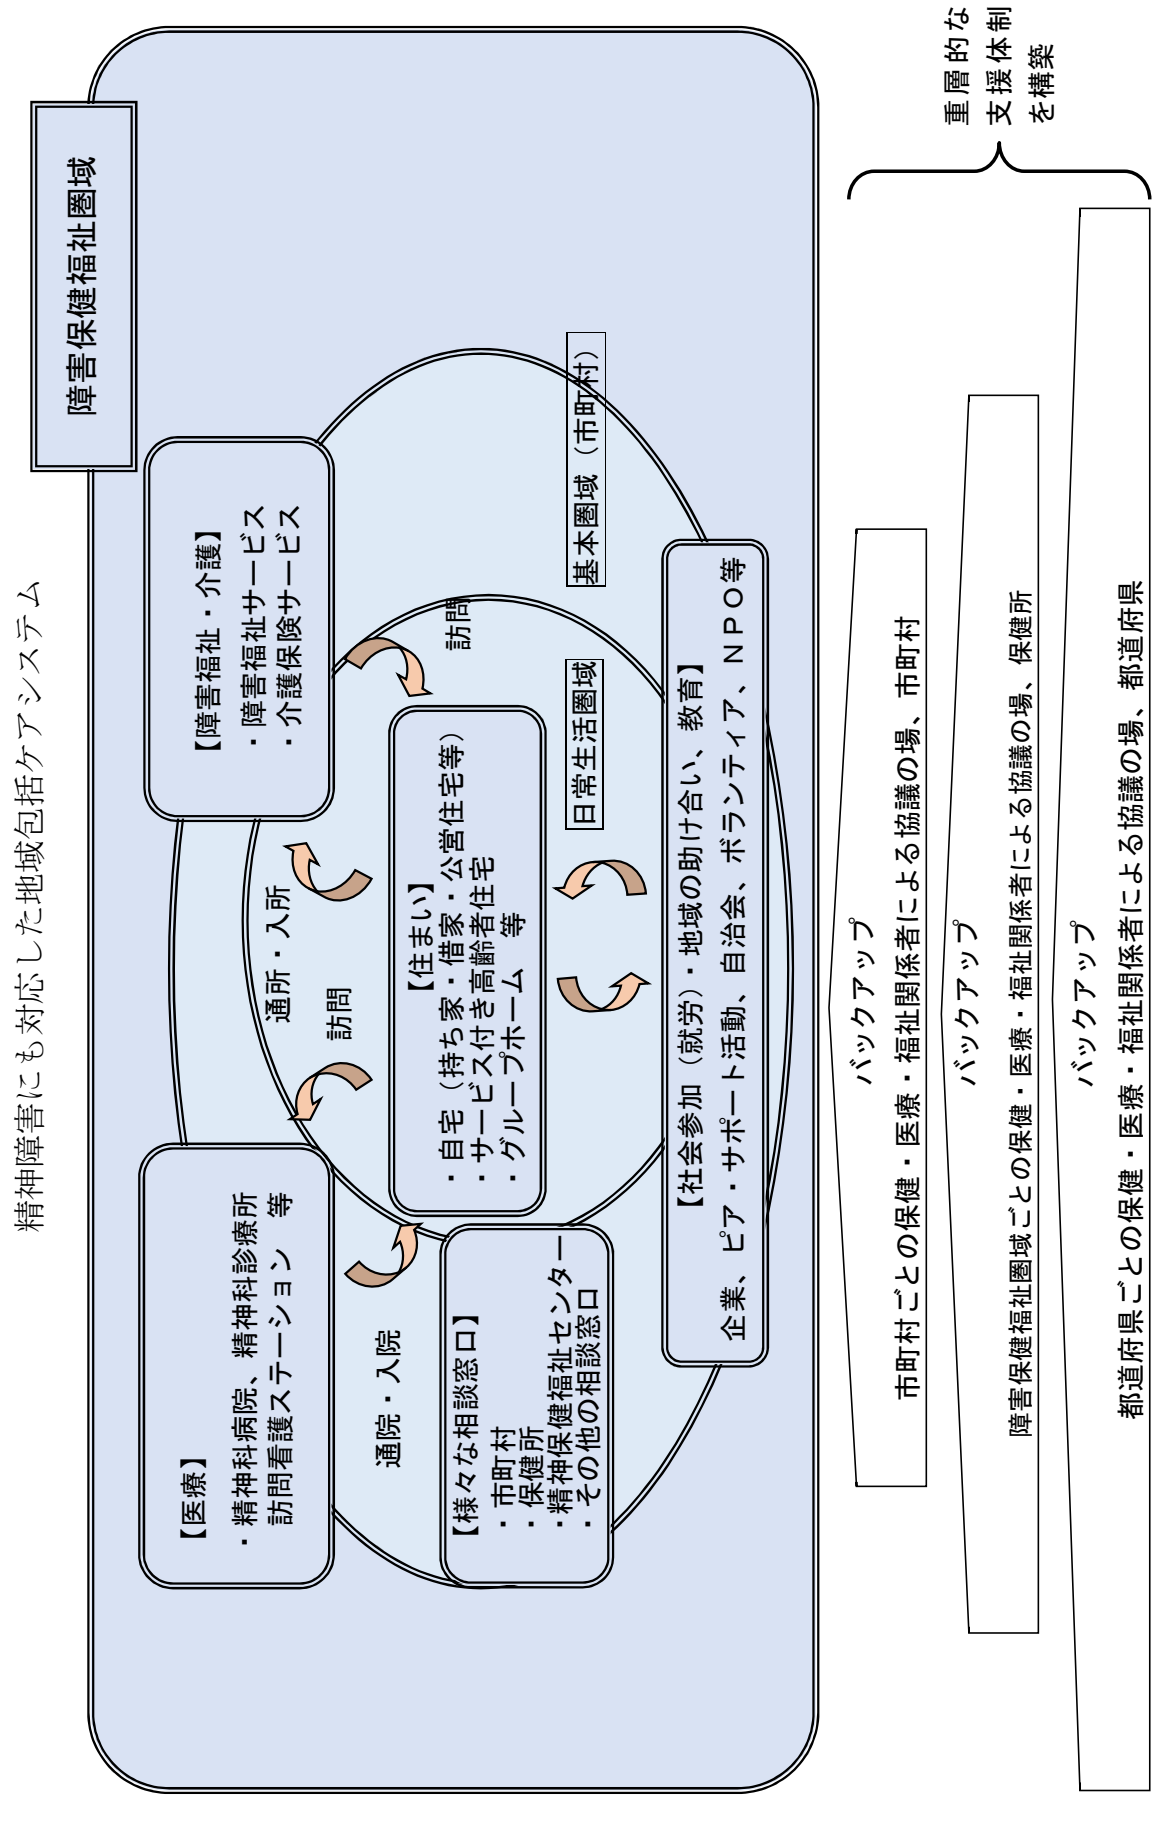 精神障害にも対応した地域包括ケアシステム
障害保健福祉圏域
【医療】
・精神科病院、精神科診療所
訪問看護ステーション　等
【障害福祉・介護】
・障害福祉サービス
・介護保険サービス
通所・入所
訪問
通院・入院
訪問
【住まい】
・自宅（持ち家・借家・公営住宅等）
・サービス付き高齢者住宅
・グループホーム　等
【様々な相談窓口】
・市町村
・保健所
・精神保健福祉センター
・その他の相談窓口
日常生活圏域
基本圏域（市町村）
【社会参加（就労）・地域の助け合い、教育】
企業、ピア・サポート活動、自治会、ボランティア、ＮＰＯ等
バックアップ
市町村ごとの保健・医療・福祉関係者による協議の場、市町村
バックアップ
障害保健福祉圏域ごとの保健・医療・福祉関係者による協議の場、保健所
バックアップ
都道府県ごとの保健・医療・福祉関係者による協議の場、都道府県
重層的な
支援体制
を構築